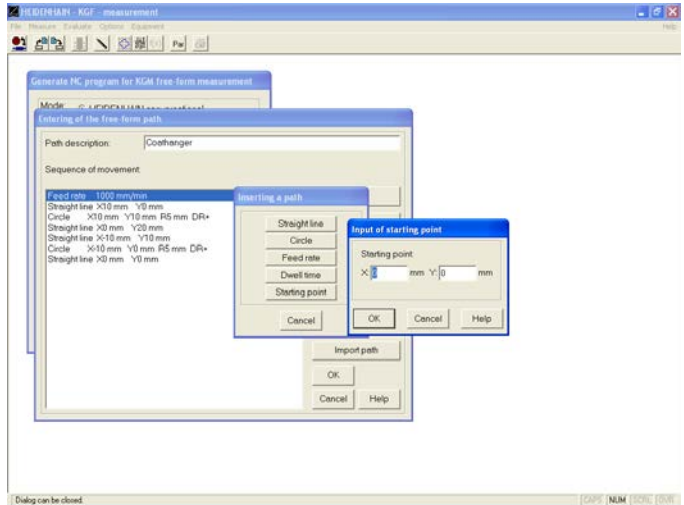 HEIDENHAIN - KGF - measurement
File Measure Evaluate Options Equipment Help
Par
Generate NC program for KGM free-form measurement
Mode:
Entering of the free-form path
Path description: Coathanger
Sequence of movement:
Feed rate 1000 mm/min
Straight line X10 mm Y0 mm
Circle X10 mm Y10 mm R5 mm DR+
Straight line X0 mm Y20 mm
Straight line X-10 mm Y10 mm
Circle X-10 mm Y0 mm R5 mm DR+
Straight line X0 mm Y0 mm
Inserting a path
Straight line
Circle
Feed rate
Dwell time
Starting point
Cancel
Input of starting point
Starting point:
X: 0 mm Y: 0 mm
OK Cancel Help
Import path
OK
Cancel Help
Dialog can be closed. CAPS NUM SCRL OVR